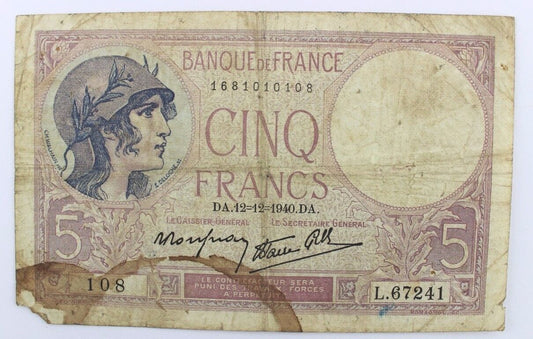 BANQUE DE FRANCE
1681010108
CINQ
FRANCS
DA.12=12=1940.DA.
LE CAISSIER GÉNÉRAL LE SECRÉTAIRE GÉNÉRAL
5 5
108
LE CONTREFACTEUR SERA
PUNI DES TRAVAUX FORCÉS
À PERPÉTUITÉ
L.67241